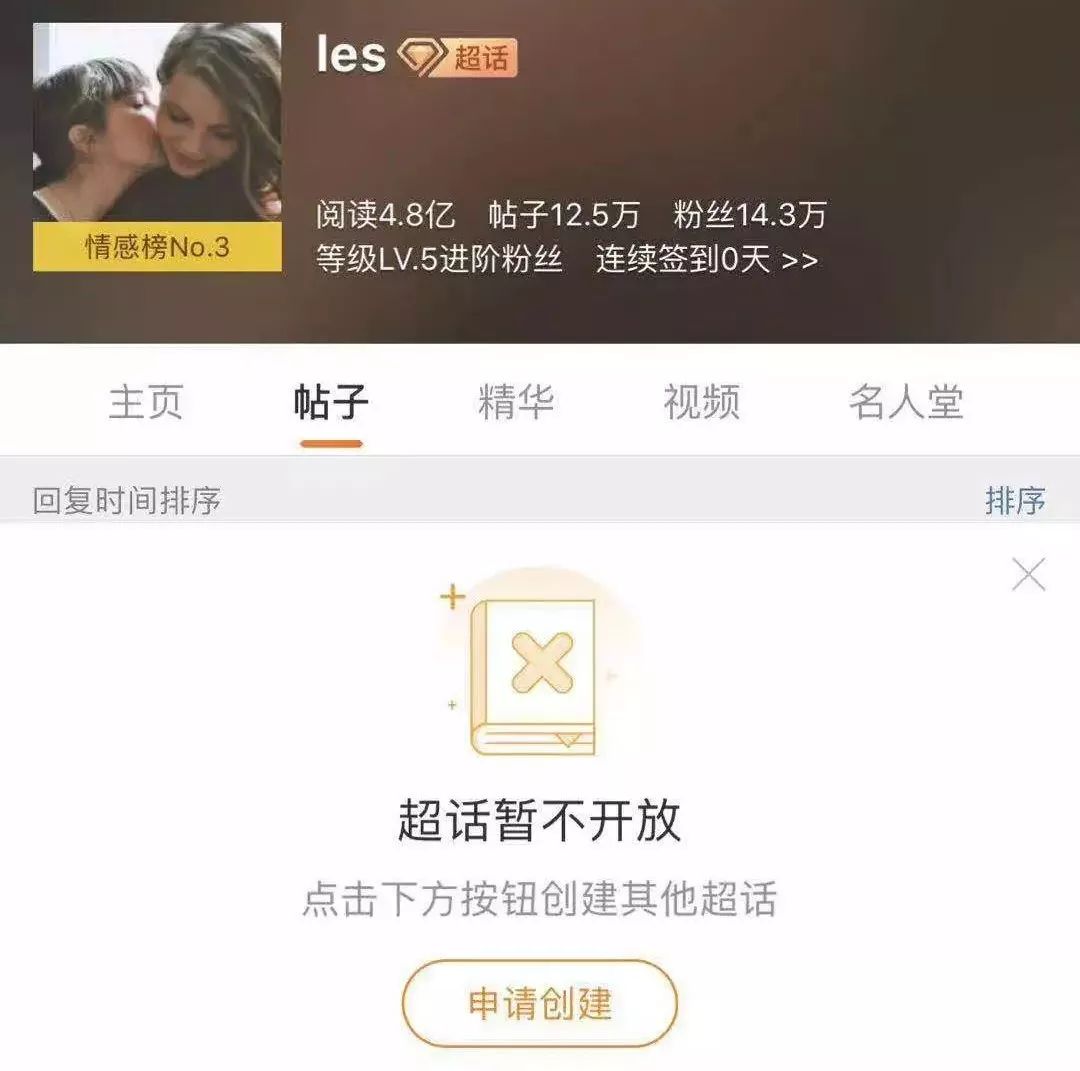 les 超话
阅读4.8亿 帖子12.5万 粉丝14.3万
情感榜No.3
等级LV.5进阶粉丝 连续签到0天 >>
主页 帖子 精华 视频 名人堂
回复时间排序 排序
超话暂不开放
点击下方按钮创建其他超话
申请创建